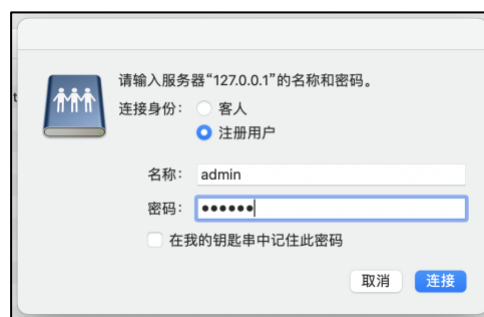 请输入服务器“127.0.0.1”的名称和密码。
连接身份： 客人
注册用户
名称： admin
密码： ••••••
在我的钥匙串中记住此密码
取消 连接